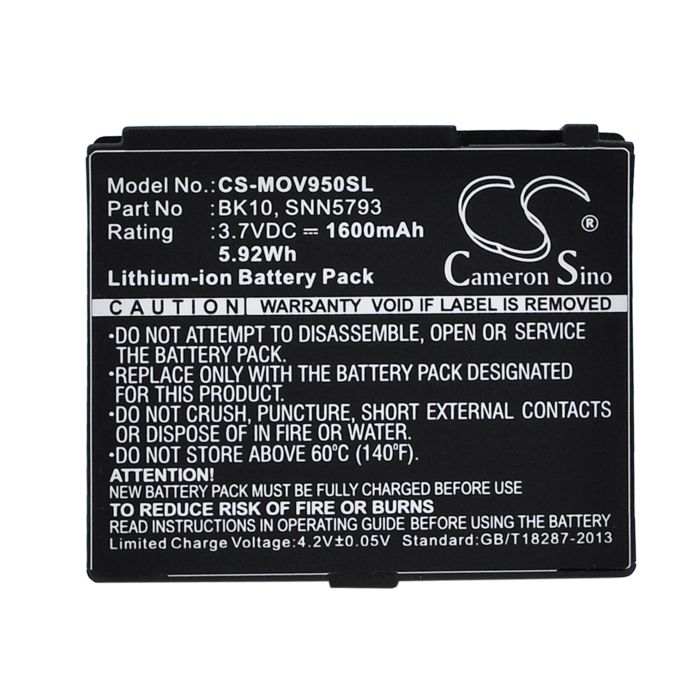 Model No.: CS-MOV950SL
Part No : BK10, SNN5793
Rating : 3.7VDC ⎓ 1600mAh
5.92Wh
Lithium-ion Battery Pack
Cameron Sino
®
CAUTION WARRANTY VOID IF LABEL IS REMOVED
•DO NOT ATTEMPT TO DISASSEMBLE, OPEN OR SERVICE
THE BATTERY PACK.
•REPLACE ONLY WITH THE BATTERY PACK DESIGNATED
FOR THIS PRODUCT.
•DO NOT CRUSH, PUNCTURE, SHORT EXTERNAL CONTACTS
OR DISPOSE OF IN FIRE OR WATER.
•DO NOT STORE ABOVE 60°C (140°F).
ATTENTION!
NEW BATTERY PACK MUST BE FULLY CHARGED BEFORE USE.
TO REDUCE RISK OF FIRE OR BURNS
READ INSTRUCTIONS IN OPERATING GUIDE BEFORE USING BATTERY PACK
Limited Charge Voltage:4.2V±0.05V Standard:GB/T18287-2013